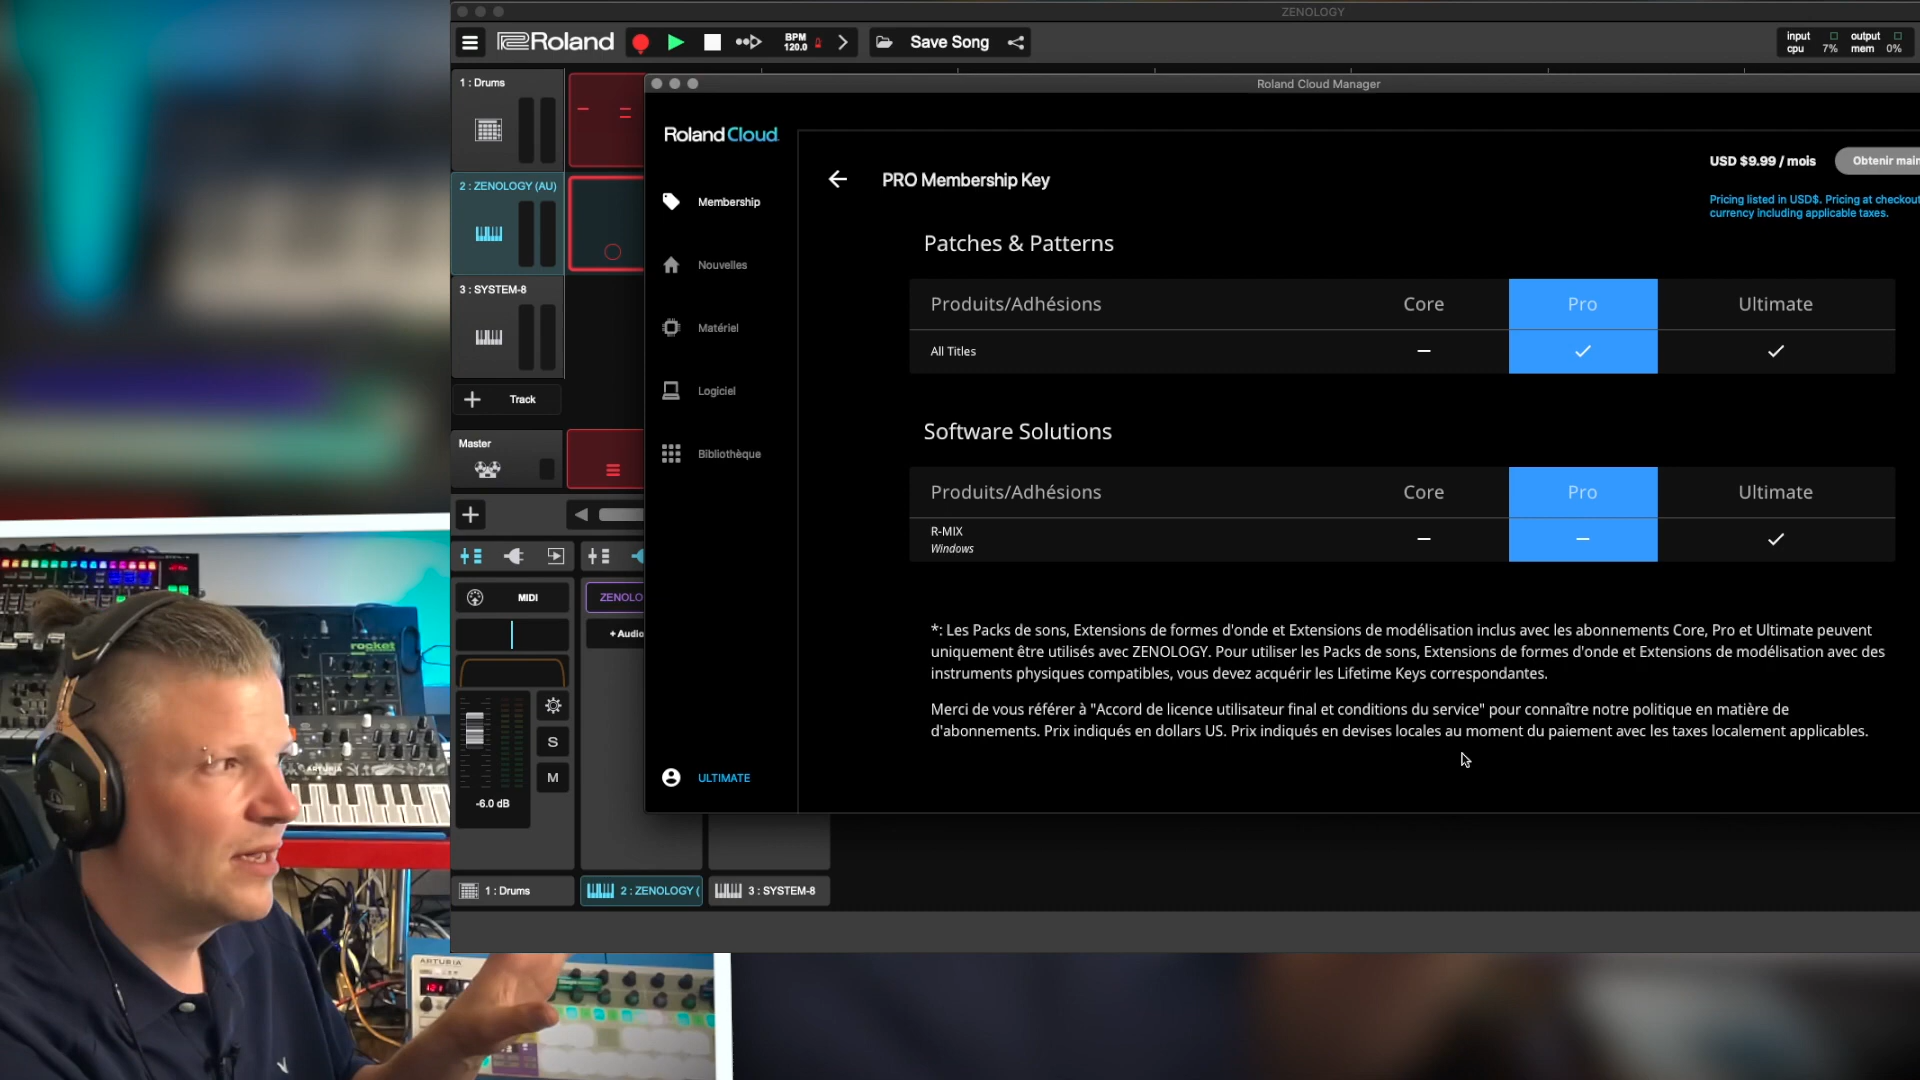 ZENOLOGY
Roland
BPM
120.0
Save Song
input
output
cpu
7%
mem
0%
1 : Drums
2 : ZENOLOGY (AU)
3 : SYSTEM-8
Track
Master
MIDI
ZENOLO
+ Audio
S
M
-6.0 dB
1 : Drums
2 : ZENOLOGY (
3 : SYSTEM-8
Roland Cloud Manager
Roland Cloud
Membership
Nouvelles
Matériel
Logiciel
Bibliothèque
ULTIMATE
PRO Membership Key
USD $9.99 / mois
Obtenir main
Pricing listed in USD$. Pricing at checkout
currency including applicable taxes.
Patches & Patterns
Produits/Adhésions Core Pro Ultimate
All Titles
Software Solutions
Produits/Adhésions Core Pro Ultimate
R-MIX
Windows
*: Les Packs de sons, Extensions de formes d'onde et Extensions de modélisation inclus avec les abonnements Core, Pro et Ultimate peuvent
uniquement être utilisés avec ZENOLOGY. Pour utiliser les Packs de sons, Extensions de formes d'onde et Extensions de modélisation avec des
instruments physiques compatibles, vous devez acquérir les Lifetime Keys correspondantes.
Merci de vous référer à "Accord de licence utilisateur final et conditions du service" pour connaître notre politique en matière de
d'abonnements. Prix indiqués en dollars US. Prix indiqués en devises locales au moment du paiement avec les taxes localement applicables.
rocket
ARTURIA
ARTURIA